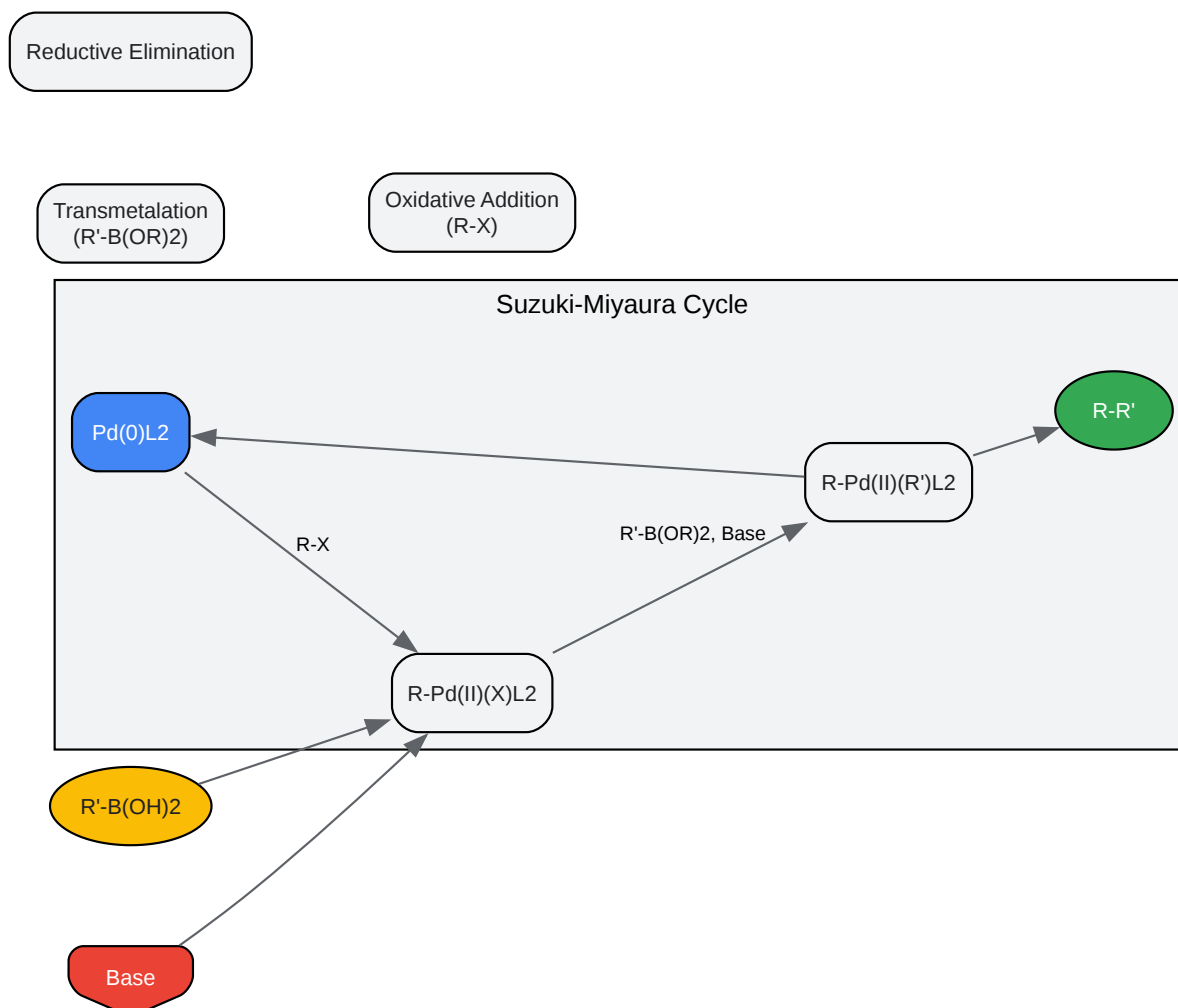 Reductive Elimination
Transmetalation
(R'-B(OR)2)
Oxidative Addition
(R-X)
Suzuki-Miyaura Cycle
Pd(0)L2
R-R'
R-Pd(II)(R')L2
R'-B(OR)2, Base
R-X
R-Pd(II)(X)L2
R'-B(OH)2
Base